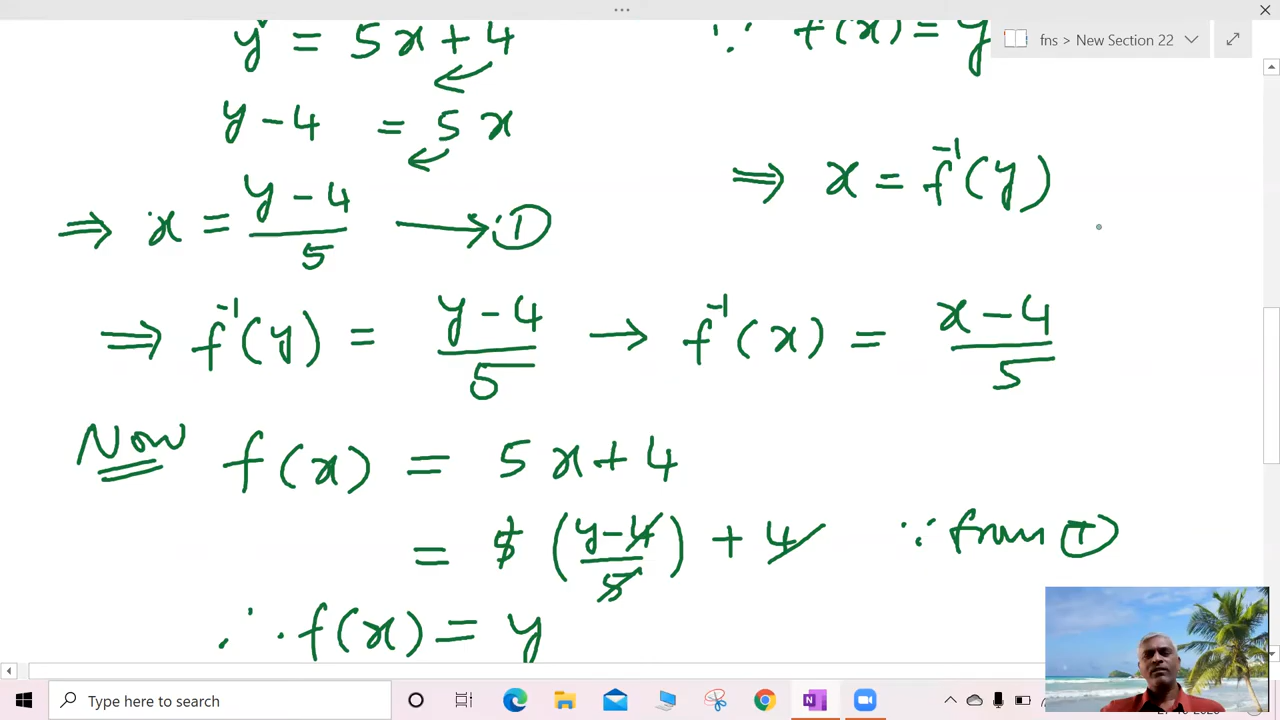 y = 5x + 4 ∵ f(x) = y
fns > New Section 22
y - 4 = 5x
⇒ x = f⁻¹(y)
⇒ x = (y - 4)/5 → ①
⇒ f⁻¹(y) = (y - 4)/5 → f⁻¹(x) = (x - 4)/5
Now f(x) = 5x + 4
= 5 ((y - 4)/5) + 4 ∵ from ①
∴ f(x) = y
Type here to search